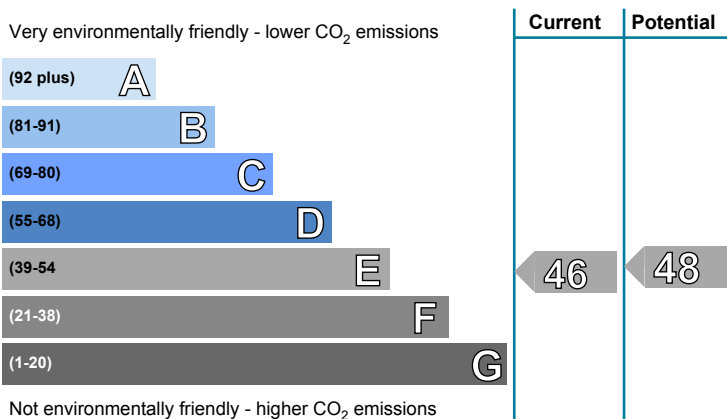 Very environmentally friendly - lower CO2 emissions
Current
Potential
(92 plus) A
(81-91) B
(69-80) C
(55-68) D
(39-54 E
46
48
(21-38) F
(1-20) G
Not environmentally friendly - higher CO2 emissions